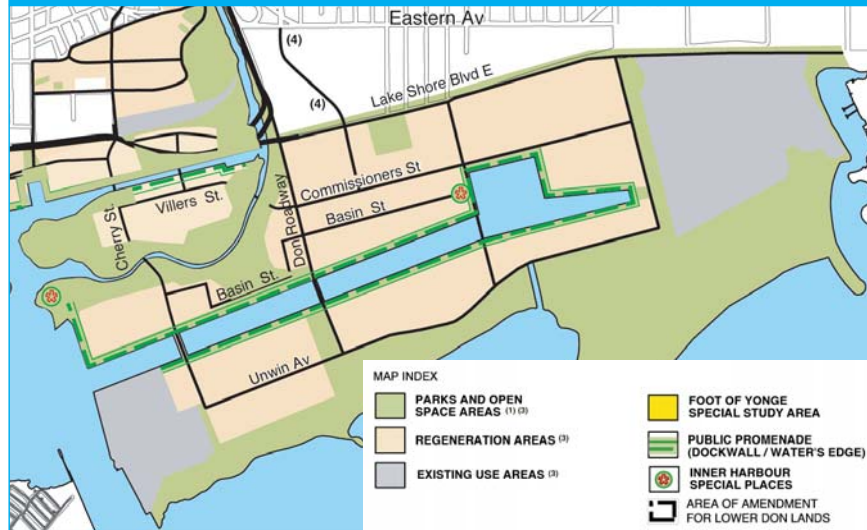 Eastern Av
(4)
(4)
Lake Shore Blvd E
Commissioners St
Villers St.
Cherry St.
Don Roadway
Basin St
Basin St.
Unwin Av
MAP INDEX
PARKS AND OPEN
SPACE AREAS (1) (3)
REGENERATION AREAS (3)
EXISTING USE AREAS (3)
FOOT OF YONGE
SPECIAL STUDY AREA
PUBLIC PROMENADE
(DOCKWALL / WATER'S EDGE)
INNER HARBOUR
SPECIAL PLACES
AREA OF AMENDMENT
FOR LOWER DON LANDS